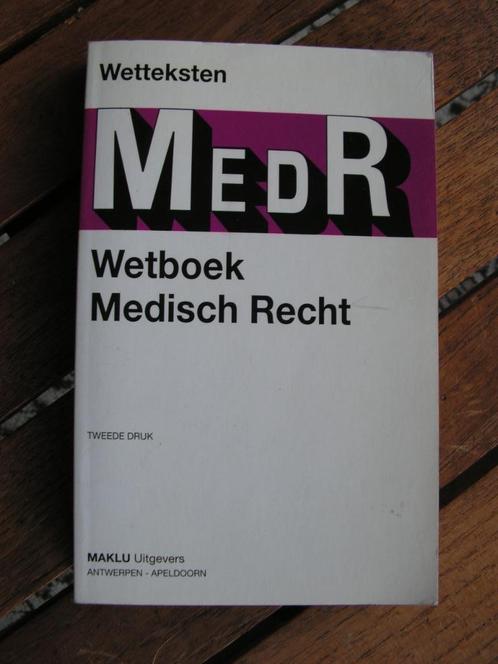 Wetteksten
MEDR
Wetboek
Medisch Recht
TWEEDE DRUK
MAKLU Uitgevers
ANTWERPEN - APELDOORN